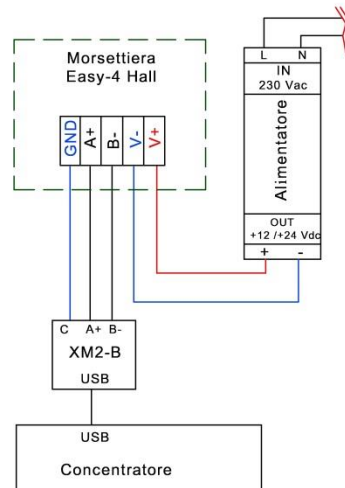 Morsettiera
Easy-4 Hall
GND A+ B- V- V+
L N
IN
230 Vac
Alimentatore
OUT
+12 /+24 Vdc
+ -
C A+ B-
XM2-B
USB
USB
Concentratore